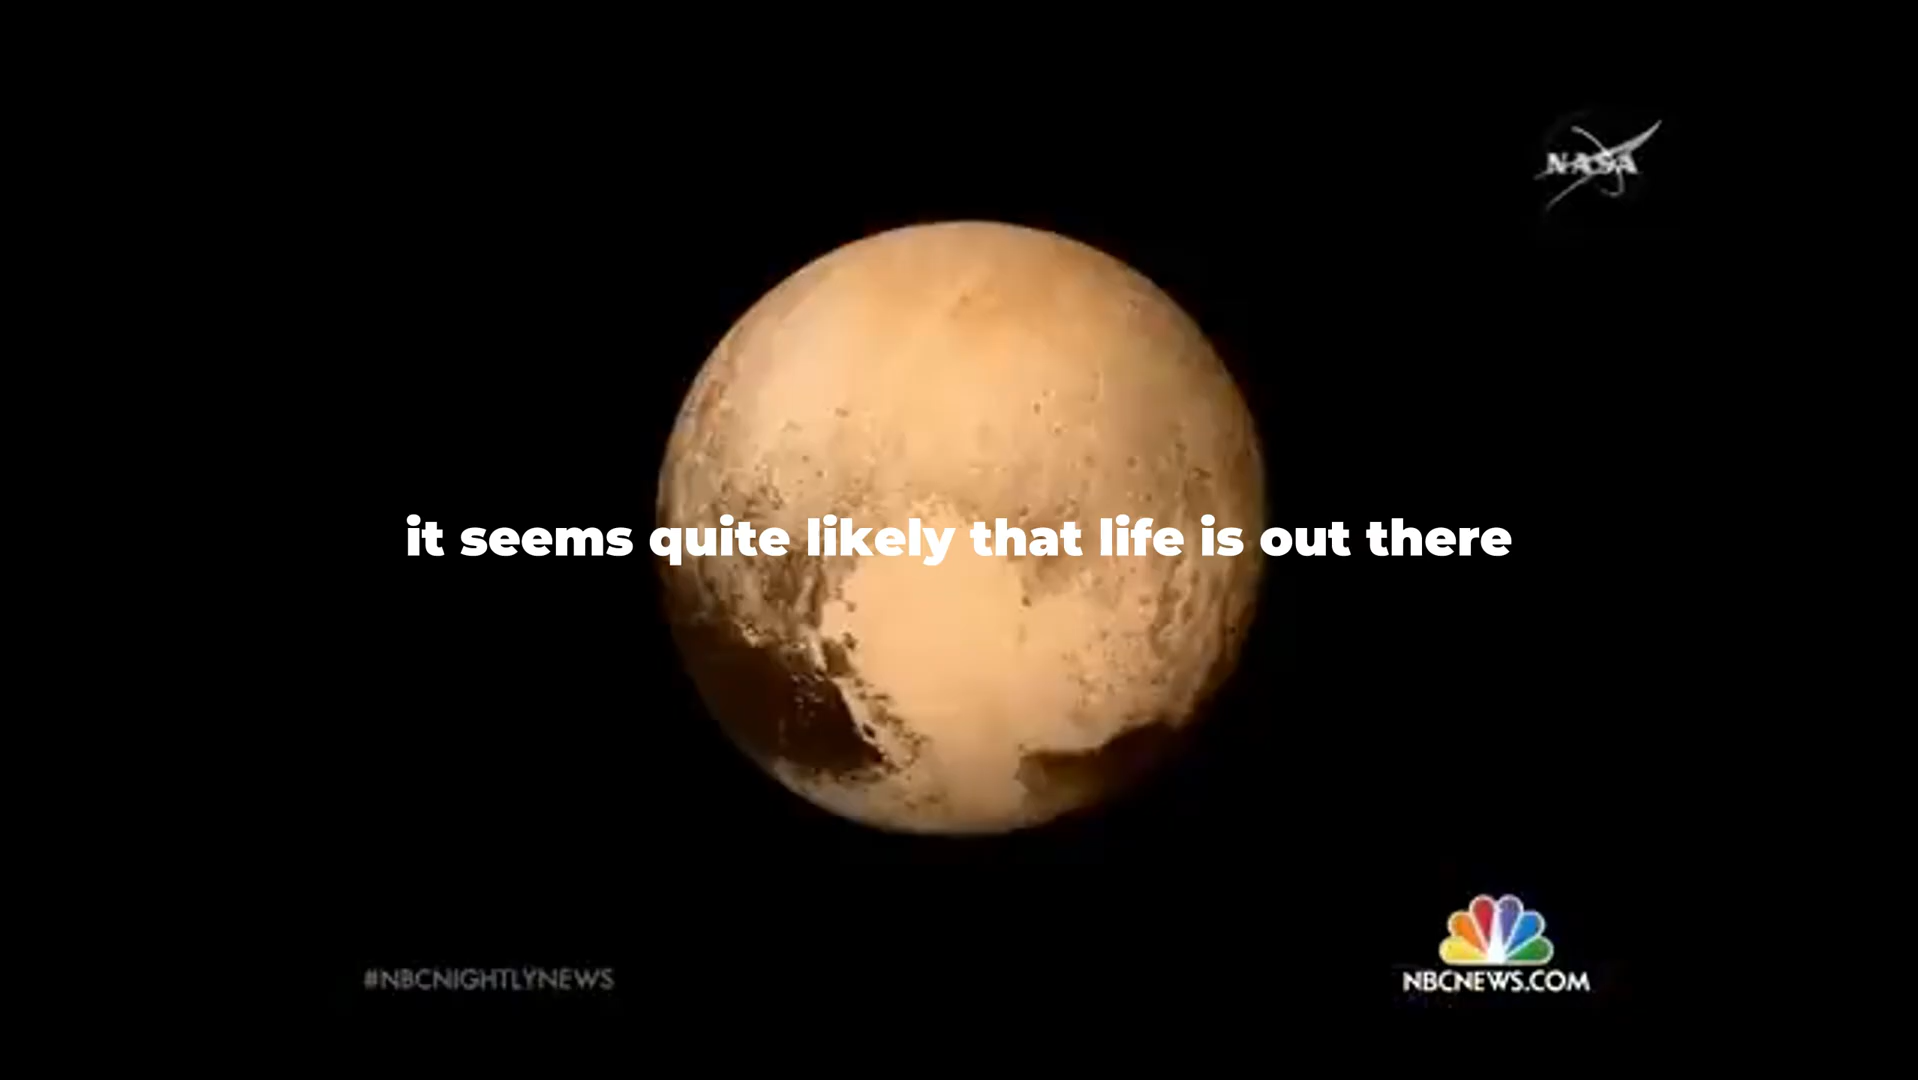 NASA
it seems quite likely that life is out there
#NBCNIGHTLYNEWS
NBCNEWS.COM